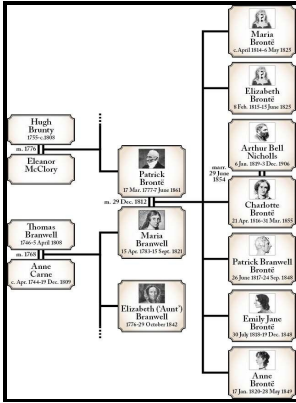 Hugh
Brunty
1755-c.1808
m. 1776
Eleanor
McClory
Thomas
Branwell
1746-5 April 1808
m. 1768
Anne
Carne
c. Apr. 1744-19 Dec. 1809
Patrick
Brontë
17 Mar. 1777-7 June 1861
m. 29 Dec. 1812
Maria
Branwell
15 Apr. 1783-15 Sept. 1821
Elizabeth ('Aunt')
Branwell
1776-29 October 1842
Maria
Brontë
c. April 1814-6 May 1825
Elizabeth
Brontë
8 Feb. 1815-15 June 1825
Arthur Bell
Nicholls
6 Jan. 1819-3 Dec. 1906
marr.
29 June
1854
Charlotte
Brontë
21 Apr. 1816-31 Mar. 1855
Patrick Branwell
Brontë
26 June 1817-24 Sep. 1848
Emily Jane
Brontë
30 July 1818-19 Dec. 1848
Anne
Brontë
17 Jan. 1820-28 May 1849